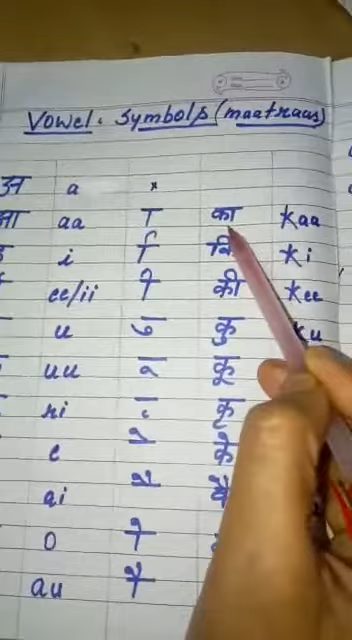 Vowel. Symbols (maatraas)
अ a ×
aa ा का kaa
i ि कि ki
ee/ii ी की kee
u ु कु ku
uu ू कू
ri ृ कृ
e े के
ai ै
o ो
au ौ